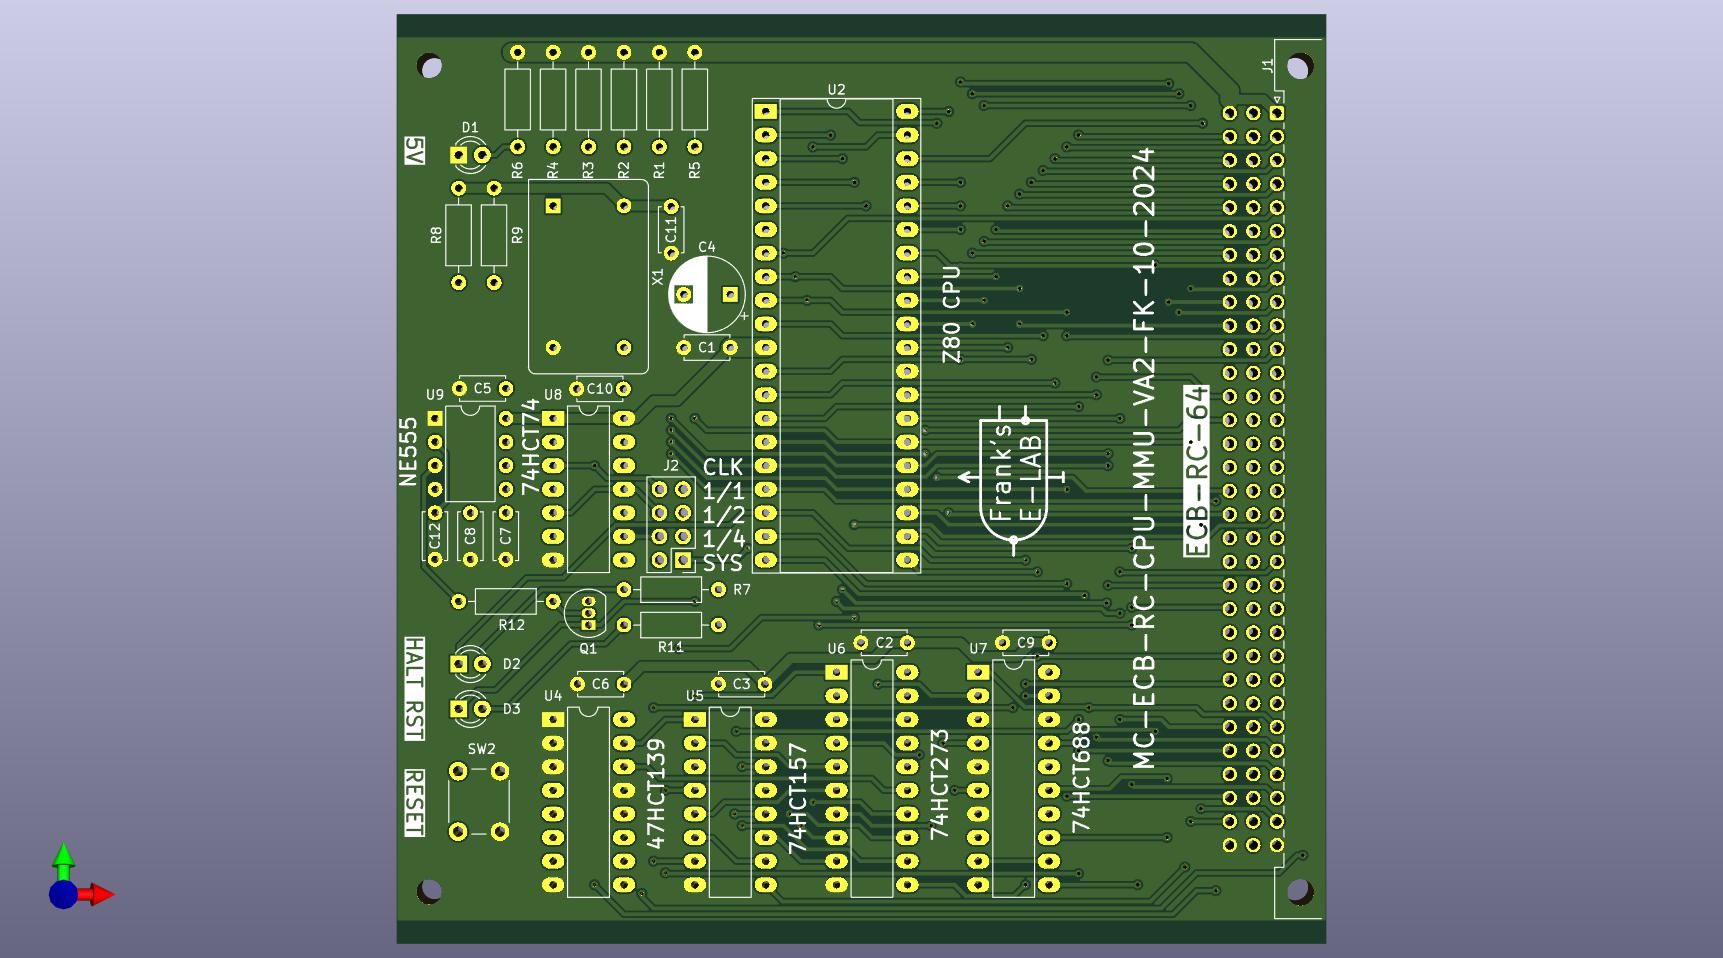 J1
U2
D1
5V
R6
R4
R3
R2
R1
R5
R8
R9
C11
C4
X1
+
C1
Z80 CPU
MC-ECB-RC-CPU-MMU-VA2-FK-10-2024
ECB-RC-64
Frank's
E-LAB
U9
C5
U8
C10
NE555
74HCT74
J2
CLK
1/1
1/2
1/4
SYS
C12
C8
C7
R7
R12
R11
Q1
HALT RST
D2
D3
U6
C2
U7
C9
U4
C6
U5
C3
SW2
RESET
47HCT139
74HCT157
74HCT273
74HCT688